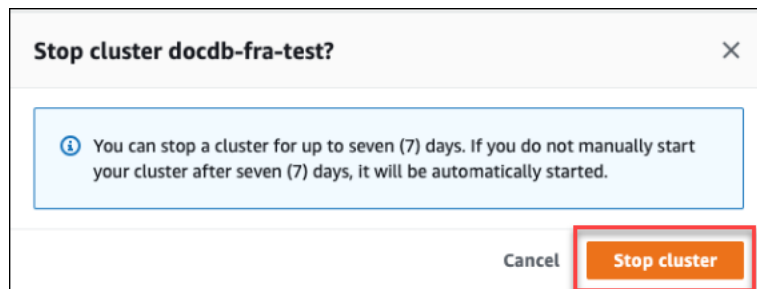 Stop cluster docdb-fra-test?
You can stop a cluster for up to seven (7) days. If you do not manually start
your cluster after seven (7) days, it will be automatically started.
Cancel
Stop cluster